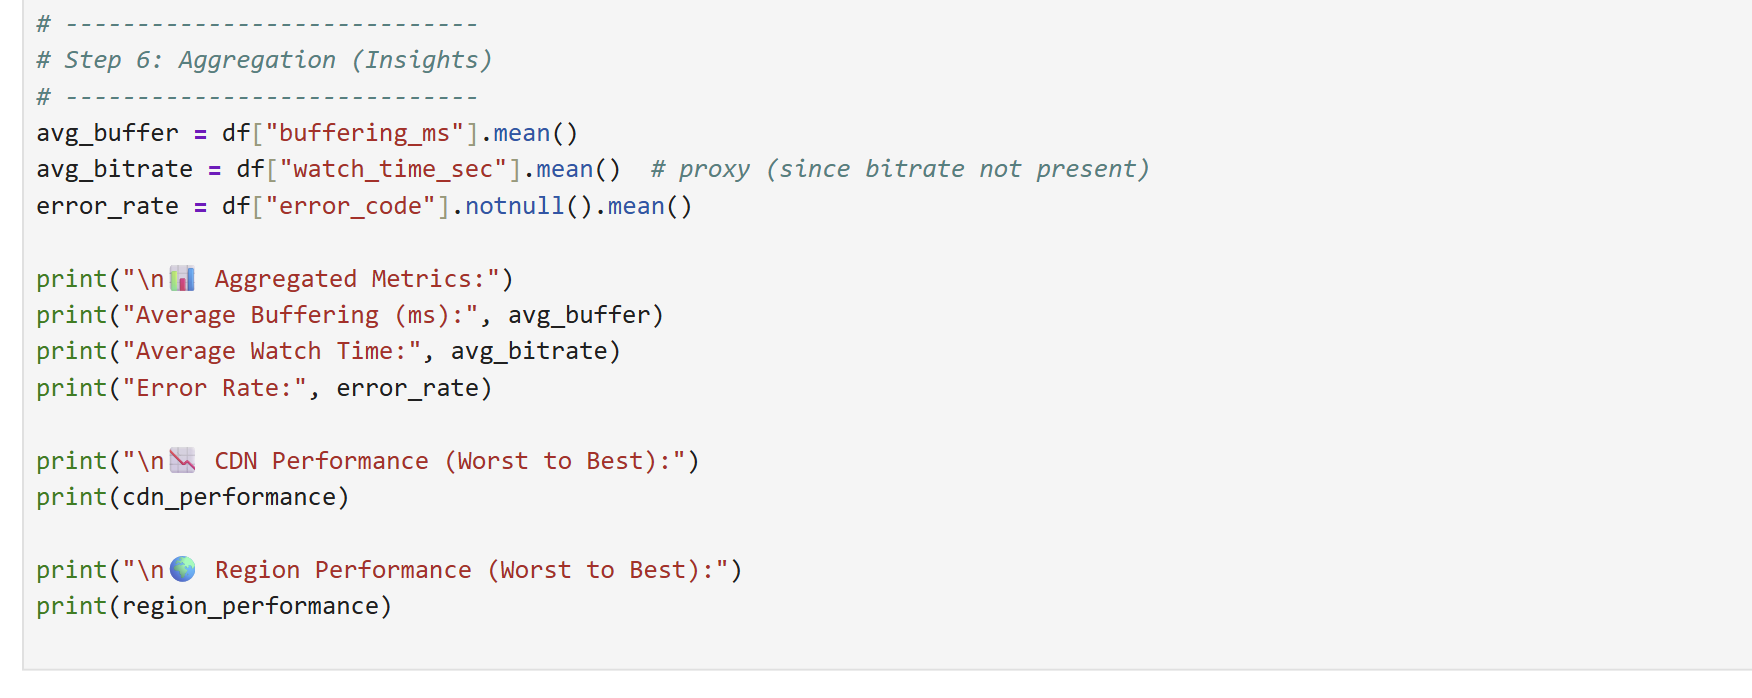 # -----------------------------
# Step 6: Aggregation (Insights)
# -----------------------------
avg_buffer = df["buffering_ms"].mean()
avg_bitrate = df["watch_time_sec"].mean()  # proxy (since bitrate not present)
error_rate = df["error_code"].notnull().mean()
print("\n📊 Aggregated Metrics:")
print("Average Buffering (ms):", avg_buffer)
print("Average Watch Time:", avg_bitrate)
print("Error Rate:", error_rate)
print("\n📉 CDN Performance (Worst to Best):")
print(cdn_performance)
print("\n🌍 Region Performance (Worst to Best):")
print(region_performance)